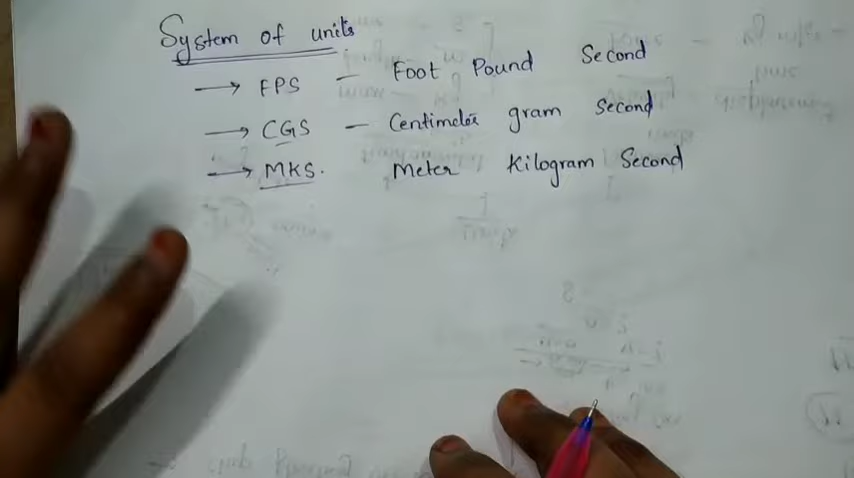 System of units
→ FPS — Foot Pound Second
→ CGS — Centimeter gram Second
→ MKS. Meter Kilogram Second